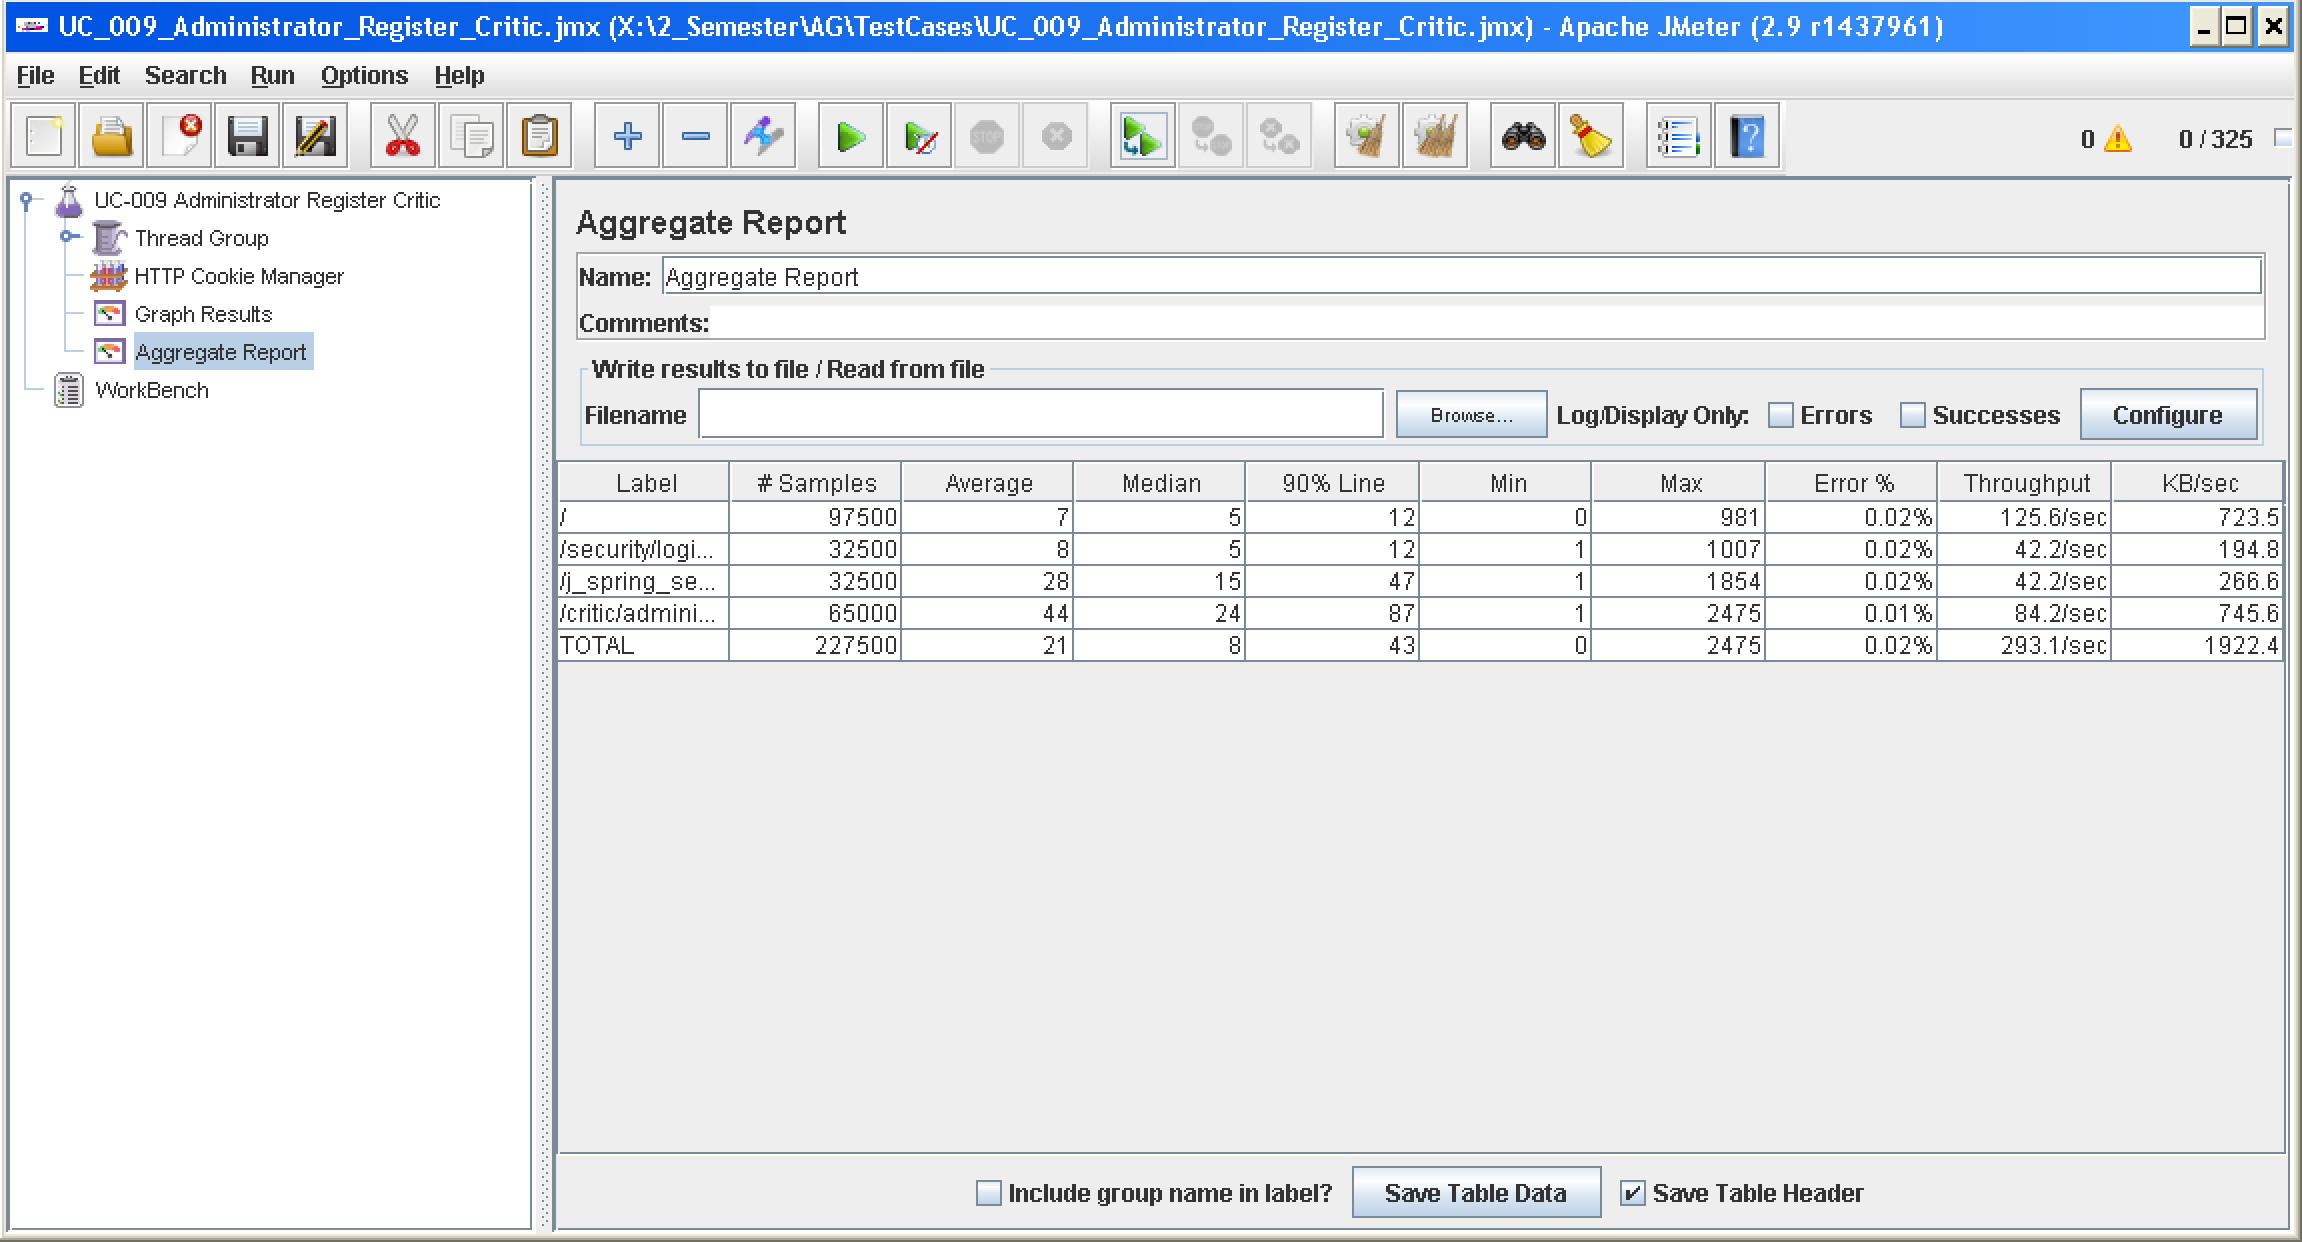 UC_009_Administrator_Register_Critic.jmx (X:\2_Semester\AG\TestCases\UC_009_Administrator_Register_Critic.jmx) - Apache JMeter (2.9 r1437961)
File Edit Search Run Options Help
STOP
0 0 / 325
UC-009 Administrator Register Critic
Thread Group
HTTP Cookie Manager
Graph Results
Aggregate Report
WorkBench
Aggregate Report
Name: Aggregate Report
Comments:
Write results to file / Read from file
Filename Browse... Log/Display Only: Errors Successes Configure
Label # Samples Average Median 90% Line Min Max Error % Throughput KB/sec
/ 97500 7 5 12 0 981 0.02% 125.6/sec 723.5
/security/logi... 32500 8 5 12 1 1007 0.02% 42.2/sec 194.8
/j_spring_se... 32500 28 15 47 1 1854 0.02% 42.2/sec 266.6
/critic/admini... 65000 44 24 87 1 2475 0.01% 84.2/sec 745.6
TOTAL 227500 21 8 43 0 2475 0.02% 293.1/sec 1922.4
Include group name in label? Save Table Data Save Table Header